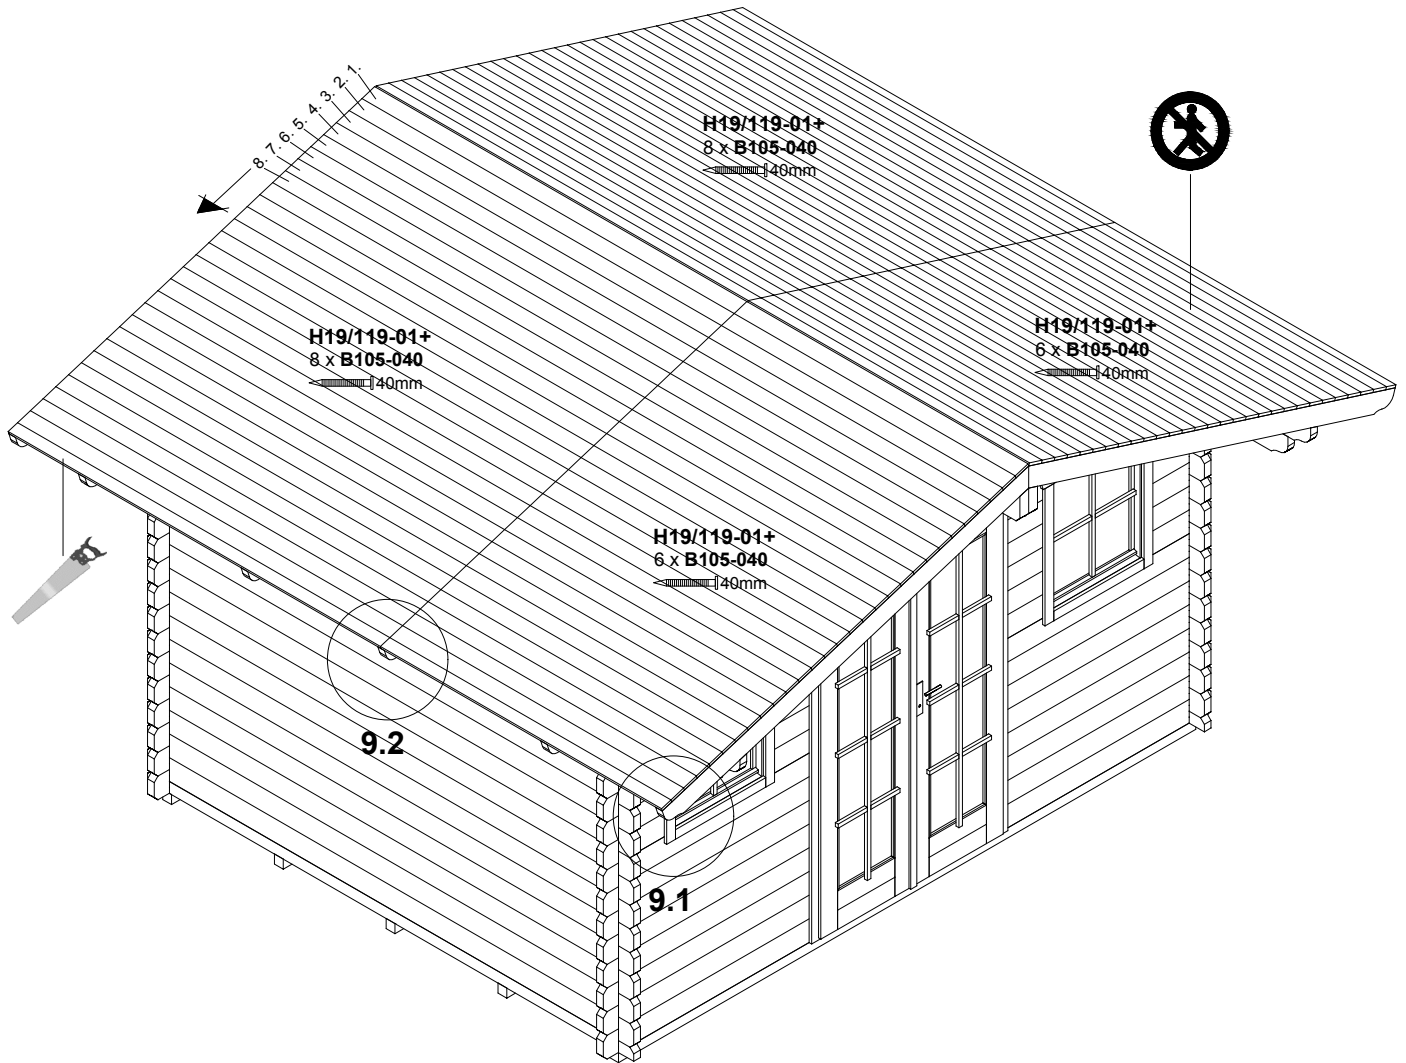 8. 7. 6. 5. 4. 3. 2. 1.
H19/119-01+
8 x B105-040
40mm
H19/119-01+
6 x B105-040
40mm
H19/119-01+
8 x B105-040
40mm
H19/119-01+
6 x B105-040
40mm
9.2
9.1